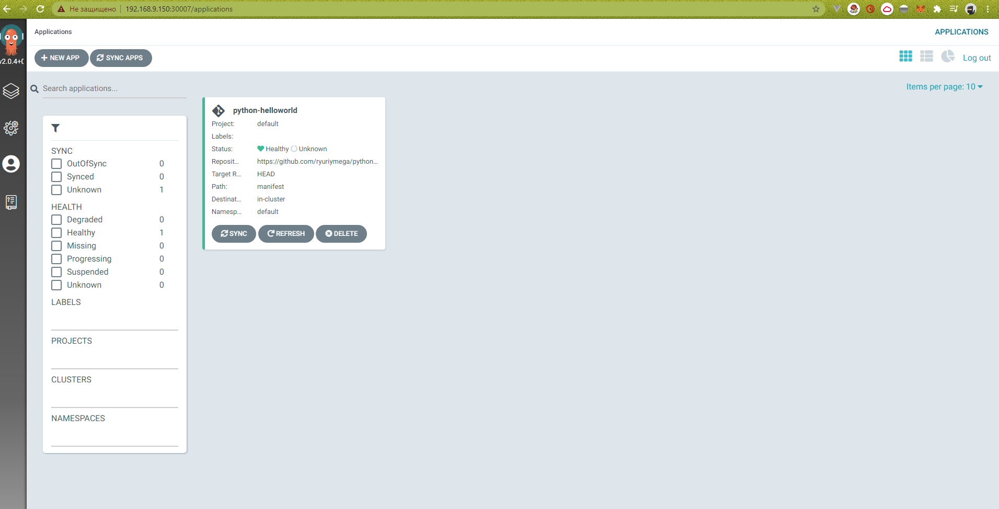 Не защищено 192.168.9.150:30007/applications
Applications
APPLICATIONS
NEW APP SYNC APPS
Log out
v2.0.4+
Search applications...
Items per page: 10
SYNC
OutOfSync 0
Synced 0
Unknown 1
HEALTH
Degraded 0
Healthy 1
Missing 0
Progressing 0
Suspended 0
Unknown 0
LABELS
PROJECTS
CLUSTERS
NAMESPACES
python-helloworld
Project: default
Labels:
Status: Healthy Unknown
Reposit... https://github.com/ryuriymega/python...
Target R... HEAD
Path: manifest
Destinat... in-cluster
Namesp... default
SYNC REFRESH DELETE